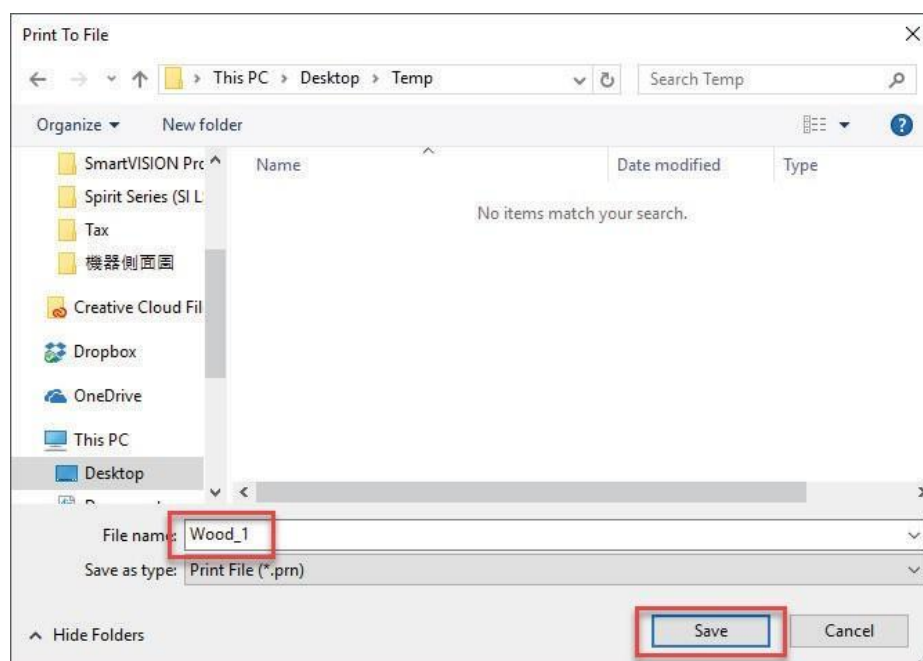 Print To File
This PC > Desktop > Temp
Search Temp
Organize
New folder
Name
Date modified
Type
No items match your search.
SmartVISION Prc
Spirit Series (SI L
Tax
機器側面圖
Creative Cloud Fil
Dropbox
OneDrive
This PC
Desktop
File name: Wood_1
Save as type: Print File (*.prn)
Hide Folders
Save
Cancel